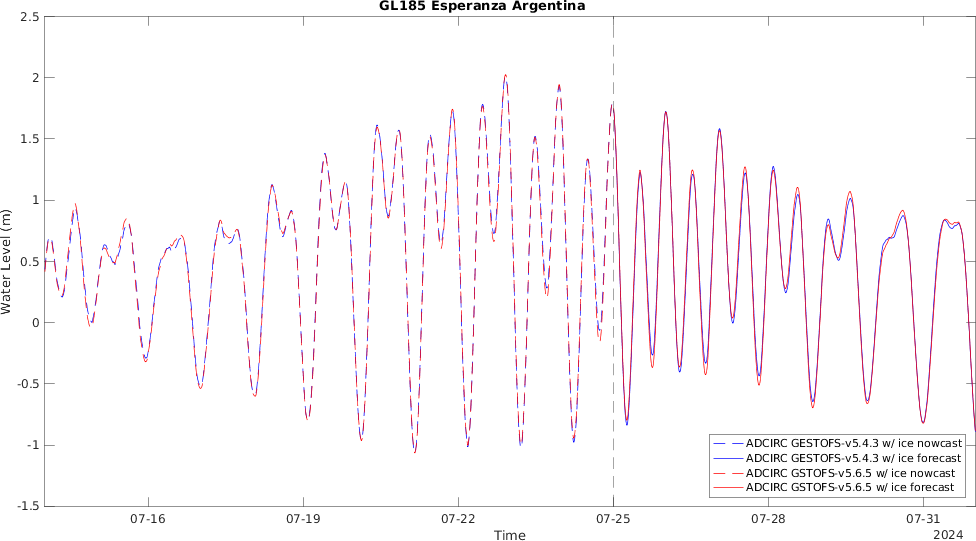 GL185 Esperanza Argentina
2.5
2
1.5
1
0.5
0
-0.5
-1
-1.5
Water Level (m)
07-16
07-19
07-22
07-25
07-28
07-31
2024
Time
ADCIRC GESTOFS-v5.4.3 w/ ice nowcast
ADCIRC GESTOFS-v5.4.3 w/ ice forecast
ADCIRC GSTOFS-v5.6.5 w/ ice nowcast
ADCIRC GSTOFS-v5.6.5 w/ ice forecast